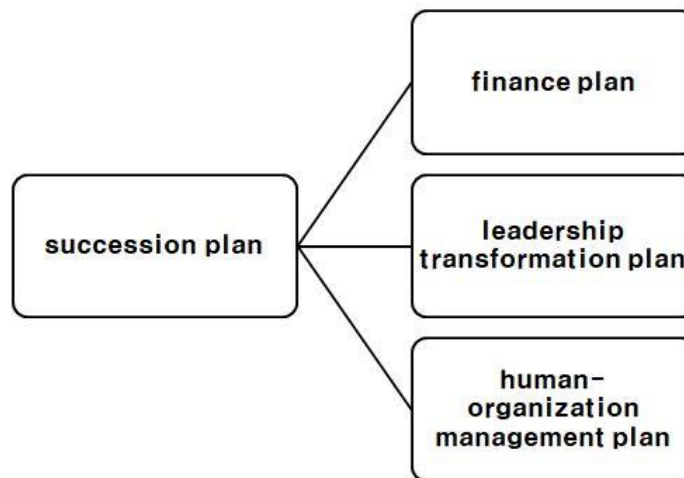 finance plan
succession plan
leadership
transformation plan
human-
organization
management plan